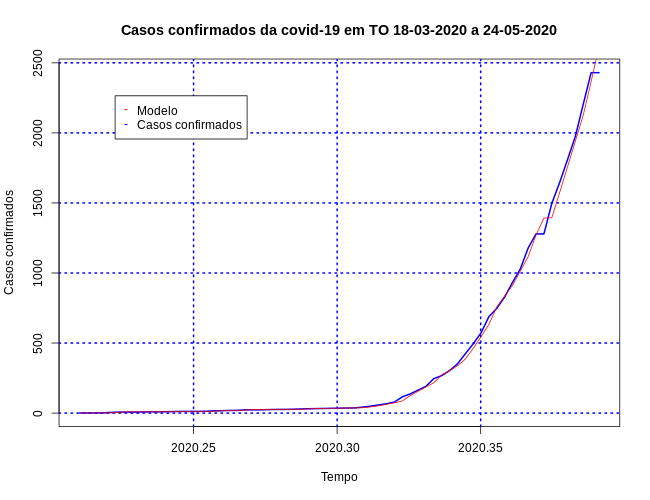 Casos confirmados da covid-19 em TO 18-03-2020 a 24-05-2020
2500
2000
1500
1000
500
0
Casos confirmados
- Modelo
- Casos confirmados
2020.25 2020.30 2020.35
Tempo